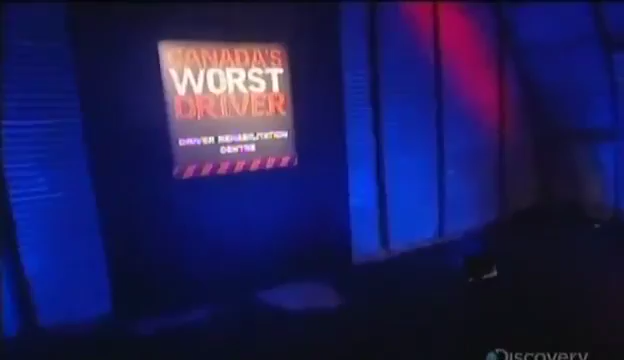 CANADA'S
WORST
DRIVER
DRIVER REHABILITATION
CENTRE
Discovery